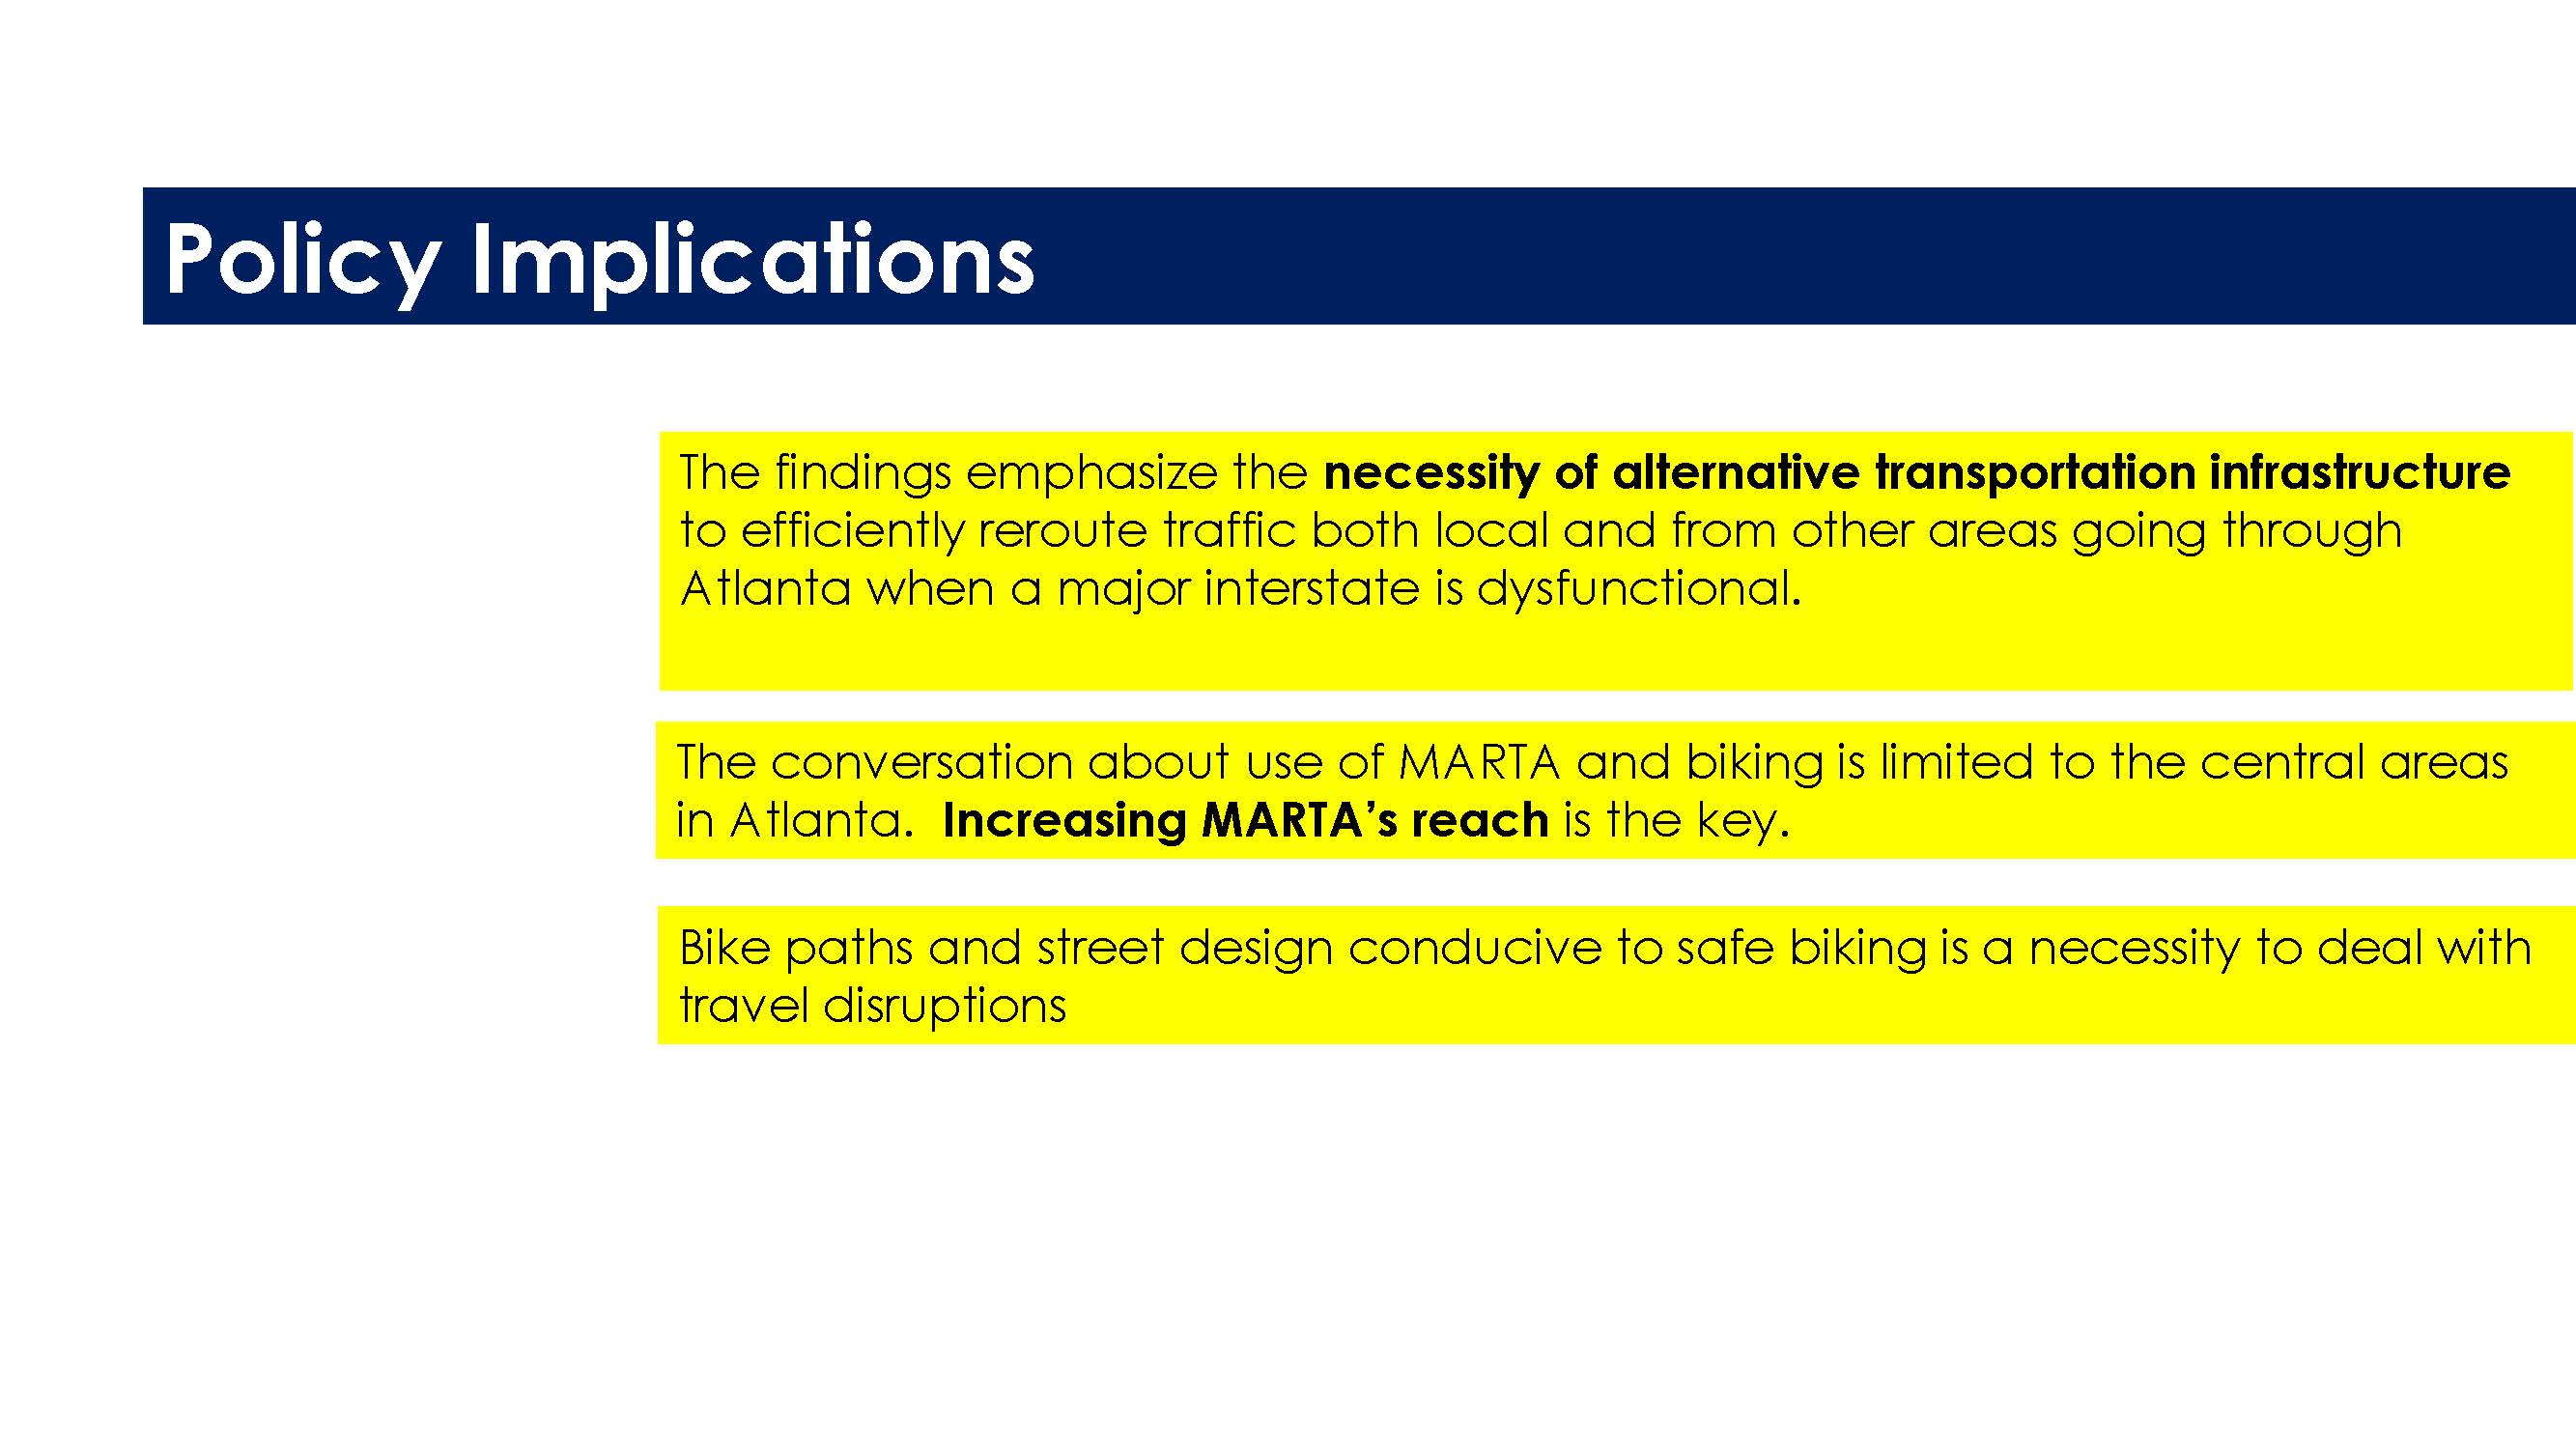 Policy Implications
The findings emphasize the necessity of alternative transportation infrastructure
to efficiently reroute traffic both local and from other areas going through
Atlanta when a major interstate is dysfunctional.
The conversation about use of MARTA and biking is limited to the central areas
in Atlanta.  Increasing MARTA’s reach is the key.
Bike paths and street design conducive to safe biking is a necessity to deal with
travel disruptions